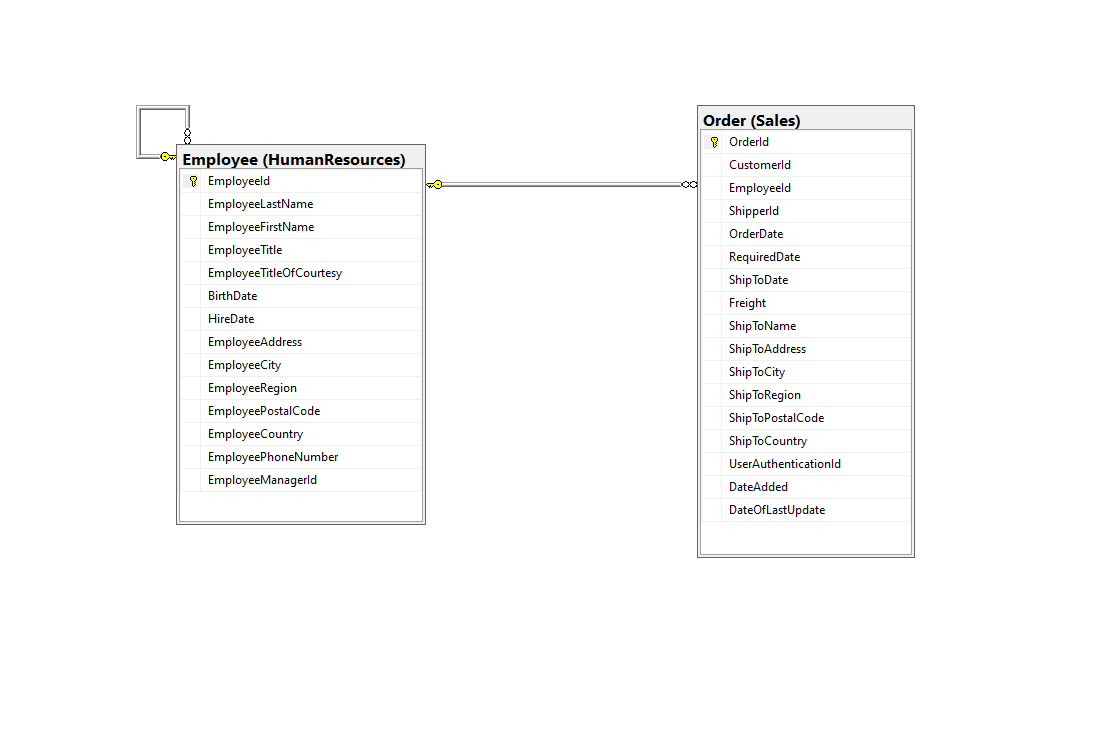 Employee (HumanResources)
EmployeeId
EmployeeLastName
EmployeeFirstName
EmployeeTitle
EmployeeTitleOfCourtesy
BirthDate
HireDate
EmployeeAddress
EmployeeCity
EmployeeRegion
EmployeePostalCode
EmployeeCountry
EmployeePhoneNumber
EmployeeManagerId
Order (Sales)
OrderId
CustomerId
EmployeeId
ShipperId
OrderDate
RequiredDate
ShipToDate
Freight
ShipToName
ShipToAddress
ShipToCity
ShipToRegion
ShipToPostalCode
ShipToCountry
UserAuthenticationId
DateAdded
DateOfLastUpdate